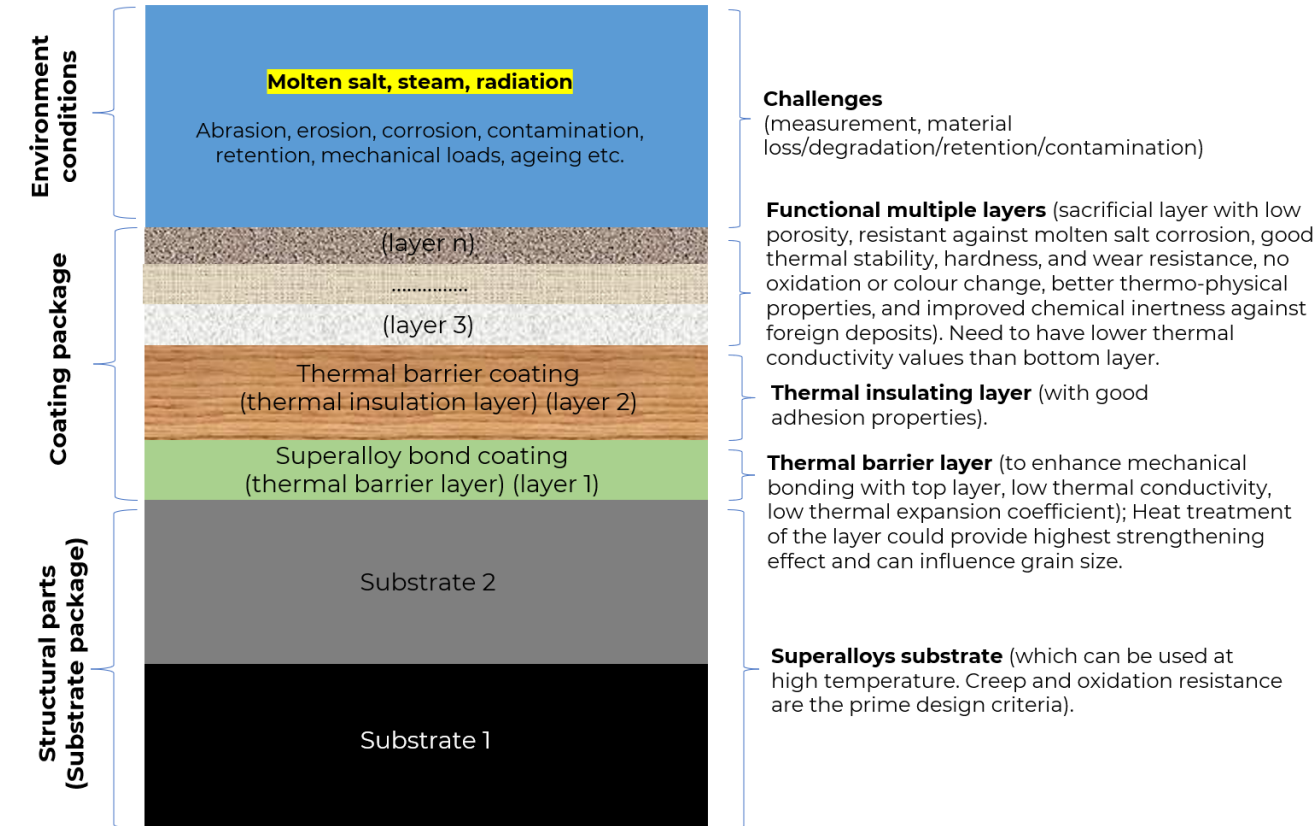 Environment
conditions
Molten salt, steam, radiation
Abrasion, erosion, corrosion, contamination,
retention, mechanical loads, ageing etc.
Challenges
(measurement, material
loss/degradation/retention/contamination)
Coating package
(layer n)
...............
(layer 3)
Functional multiple layers (sacrificial layer with low
porosity, resistant against molten salt corrosion, good
thermal stability, hardness, and wear resistance, no
oxidation or colour change, better thermo-physical
properties, and improved chemical inertness against
foreign deposits). Need to have lower thermal
conductivity values than bottom layer.
Thermal barrier coating
(thermal insulation layer) (layer 2)
Thermal insulating layer (with good
adhesion properties).
Superalloy bond coating
(thermal barrier layer) (layer 1)
Thermal barrier layer (to enhance mechanical
bonding with top layer, low thermal conductivity,
low thermal expansion coefficient); Heat treatment
of the layer could provide highest strengthening
effect and can influence grain size.
Structural parts
(Substrate package)
Substrate 2
Substrate 1
Superalloys substrate (which can be used at
high temperature. Creep and oxidation resistance
are the prime design criteria).